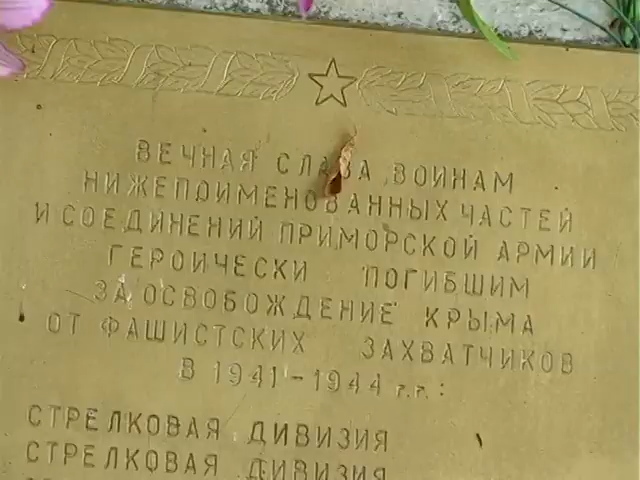 ВЕЧНАЯ СЛАВА ВОИНАМ
НИЖЕПОИМЕНОВАННЫХ ЧАСТЕЙ
И СОЕДИНЕНИЙ ПРИМОРСКОЙ АРМИИ
ГЕРОИЧЕСКИ ПОГИБШИМ
ЗА ОСВОБОЖДЕНИЕ КРЫМА
ОТ ФАШИСТСКИХ ЗАХВАТЧИКОВ
В 1941-1944 г.г.:
СТРЕЛКОВАЯ ДИВИЗИЯ
СТРЕЛКОВАЯ ДИВИЗИЯ